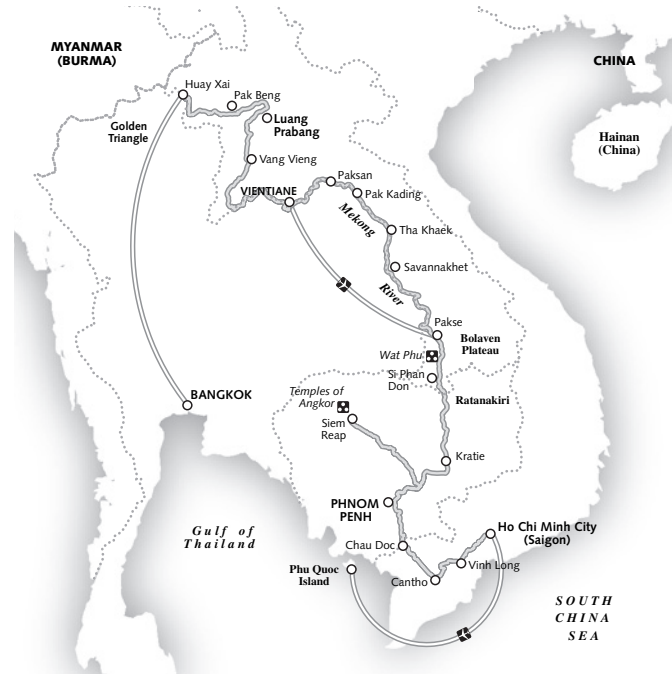 MYANMAR
(BURMA)
CHINA
Huay Xai
Pak Beng
Golden
Triangle
Luang
Prabang
Hainan
(China)
Vang Vieng
Paksan
VIENTIANE
Pak Kading
Mekong
Tha Khaek
Savannakhet
River
Pakse
Bolaven
Plateau
Wat Phu
Si Phan
Don
BANGKOK
Temples of
Angkor
Ratanakiri
Siem
Reap
Kratie
PHNOM
PENH
Gulf of
Thailand
Ho Chi Minh City
(Saigon)
Chau Doc
Phu Quoc
Island
Vinh Long
Cantho
SOUTH
CHINA
SEA